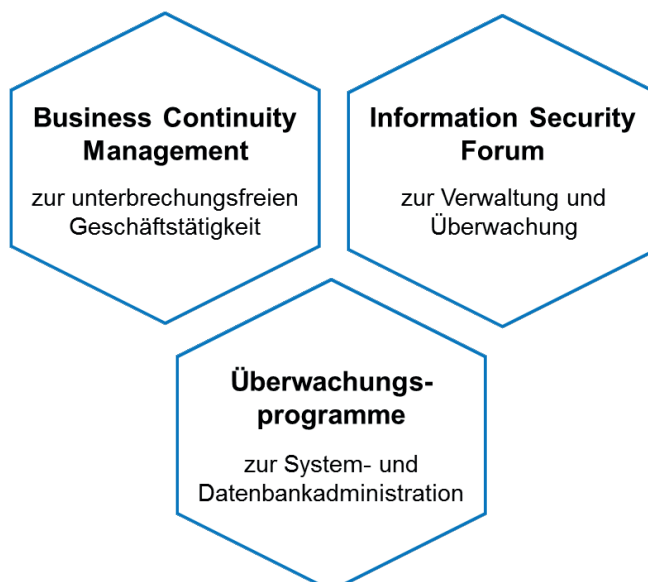 Business Continuity
Management
zur unterbrechungsfreien
Geschäftstätigkeit
Information Security
Forum
zur Verwaltung und
Überwachung
Überwachungs-
programme
zur System- und
Datenbankadministration